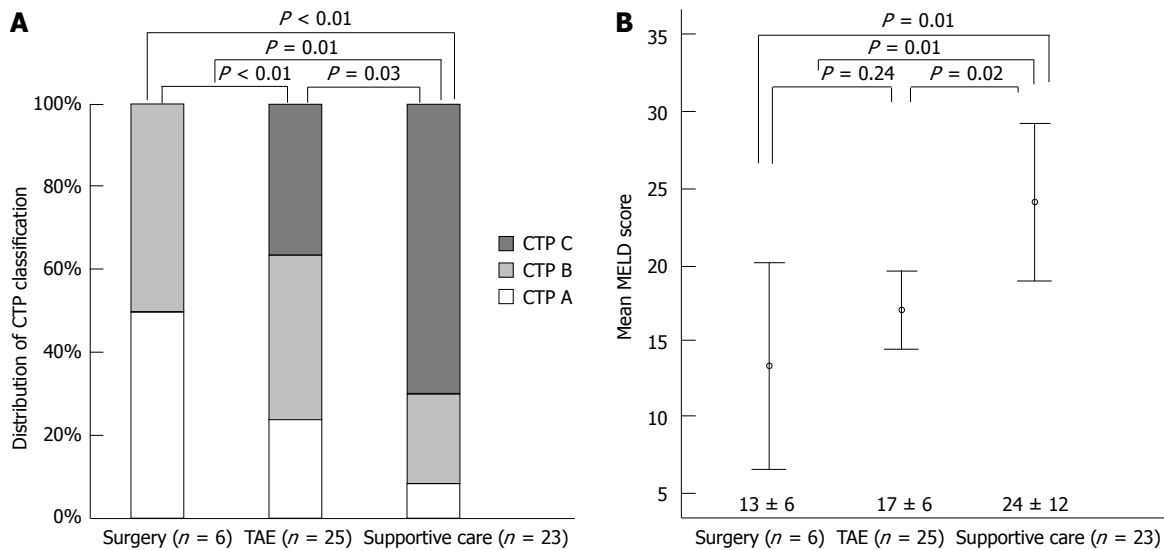 A
P < 0.01
P = 0.01
P < 0.01
P = 0.03
Distribution of CTP classification
100%
80%
60%
40%
20%
0%
CTP C
CTP B
CTP A
Surgery (n = 6)
TAE (n = 25)
Supportive care (n = 23)
B
P = 0.01
P = 0.01
P = 0.24
P = 0.02
Mean MELD score
35
30
25
20
15
10
5
13 ± 6
17 ± 6
24 ± 12
Surgery (n = 6)
TAE (n = 25)
Supportive care (n = 23)